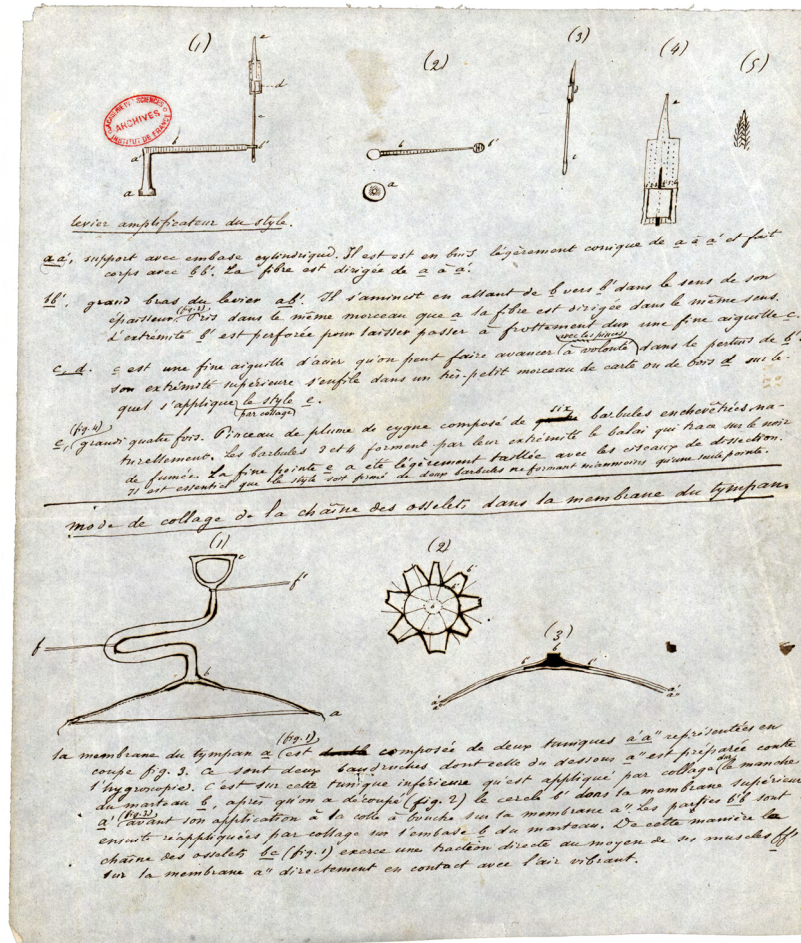 (1)
(2)
(3)
(4)
(5)
e
d
c
b
b'
a'
a
b
b'
a
c
e
ACADEMIE DES SCIENCES
ARCHIVES
INSTITUT DE FRANCE
levier amplificateur du style.
aa', support avec embase cylindrique. Il est est en buis légèrement conique de a à a' et fait
corps avec bb'. La fibre est dirigée de a à a'.
bb', grand bras du levier ab'. Il s'amincit en allant de b vers b' dans le sens de son
épaisseur. (fig. 2) Pris dans le même morceau que a la fibre est dirigée dans le même sens.
L'extrémité b' est perforée pour laisser passer à frottement dur une fine aiguille c.
c, d. c est une fine aiguille d'acier qu'on peut faire avancer (avec les pinces) à volonté dans le pertuis de b'
son extrémité supérieure s'enfile dans un très-petit morceau de carte ou de bois d sur le-
quel s'applique le style e.
(par collage)
e, (fig. 4) grandi quatre fois. Pinceau de plume de cygne composé de six barbules enchevêtrées na-
turellement. Les barbules 3 et 4 forment par leur extrémité le balai qui trace sur le noir
de fumée. La fine pointe e a été légèrement taillée avec les ciseaux de dissection.
Il est essentiel que le style soit formé de deux barbules ne formant néanmoins qu'une seule pointe.
mode de collage de la chaîne des osselets dans la membrane du tympan.
(1)
(2)
(3)
c
f'
f
b
a
b'
b'
b
b
b'
b'
a'
a''
a'
a''
la membrane du tympan a (fig. 1) est composée de deux tuniques a'a'' représentées en
coupe fig. 3. Ce sont deux baudruches dont celle du dessous a'' est préparée contre
l'hygroscopie. C'est sur cette tunique inférieure qu'est appliqué par collage le manche
du marteau b, après qu'on a découpé (fig. 2) le cercle b' dans la membrane supérieure
a' (fig. 2) avant son application à la colle à bouche sur la membrane a''. Les parties b'b' sont
ensuite réappliquées par collage sur l'embase b du marteau. De cette manière la
chaîne des osselets bc (fig. 1) exerce une traction directe au moyen de ses muscles ff'
sur la membrane a'' directement en contact avec l'air vibrant.